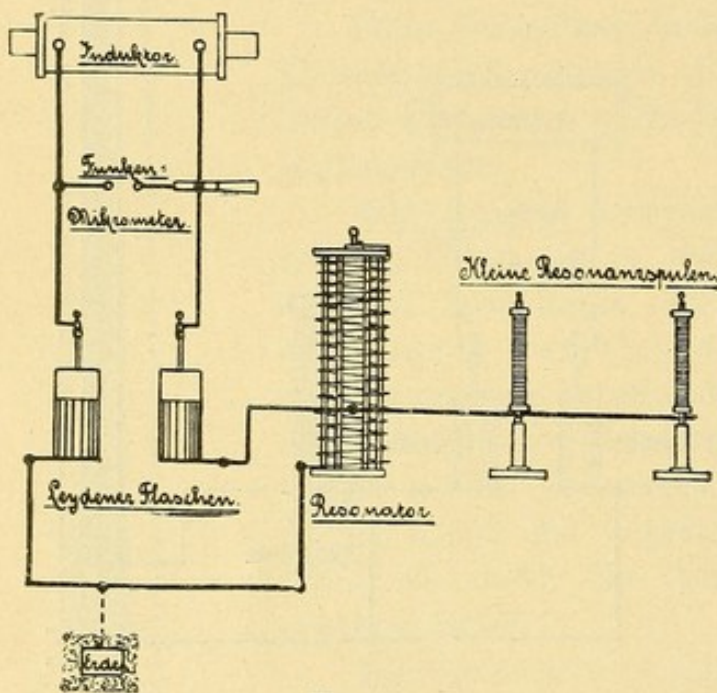 Induktor.
Funken-
Mikrometer.
Kleine Resonanzspulen.
Leydener Flaschen.
Resonator
Erde